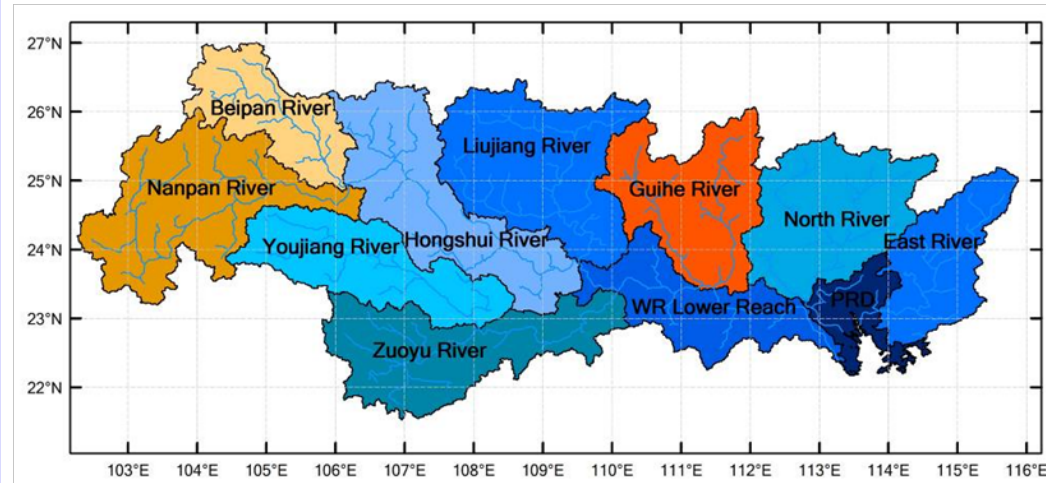 27°N
26°N
25°N
24°N
23°N
22°N
Beipan River
Liujiang River
Nanpan River
Guihe River
North River
Youjiang River
Hongshui River
East River
WR Lower Reach
PRD
Zuoyu River
103°E 104°E 105°E 106°E 107°E 108°E 109°E 110°E 111°E 112°E 113°E 114°E 115°E 116°E